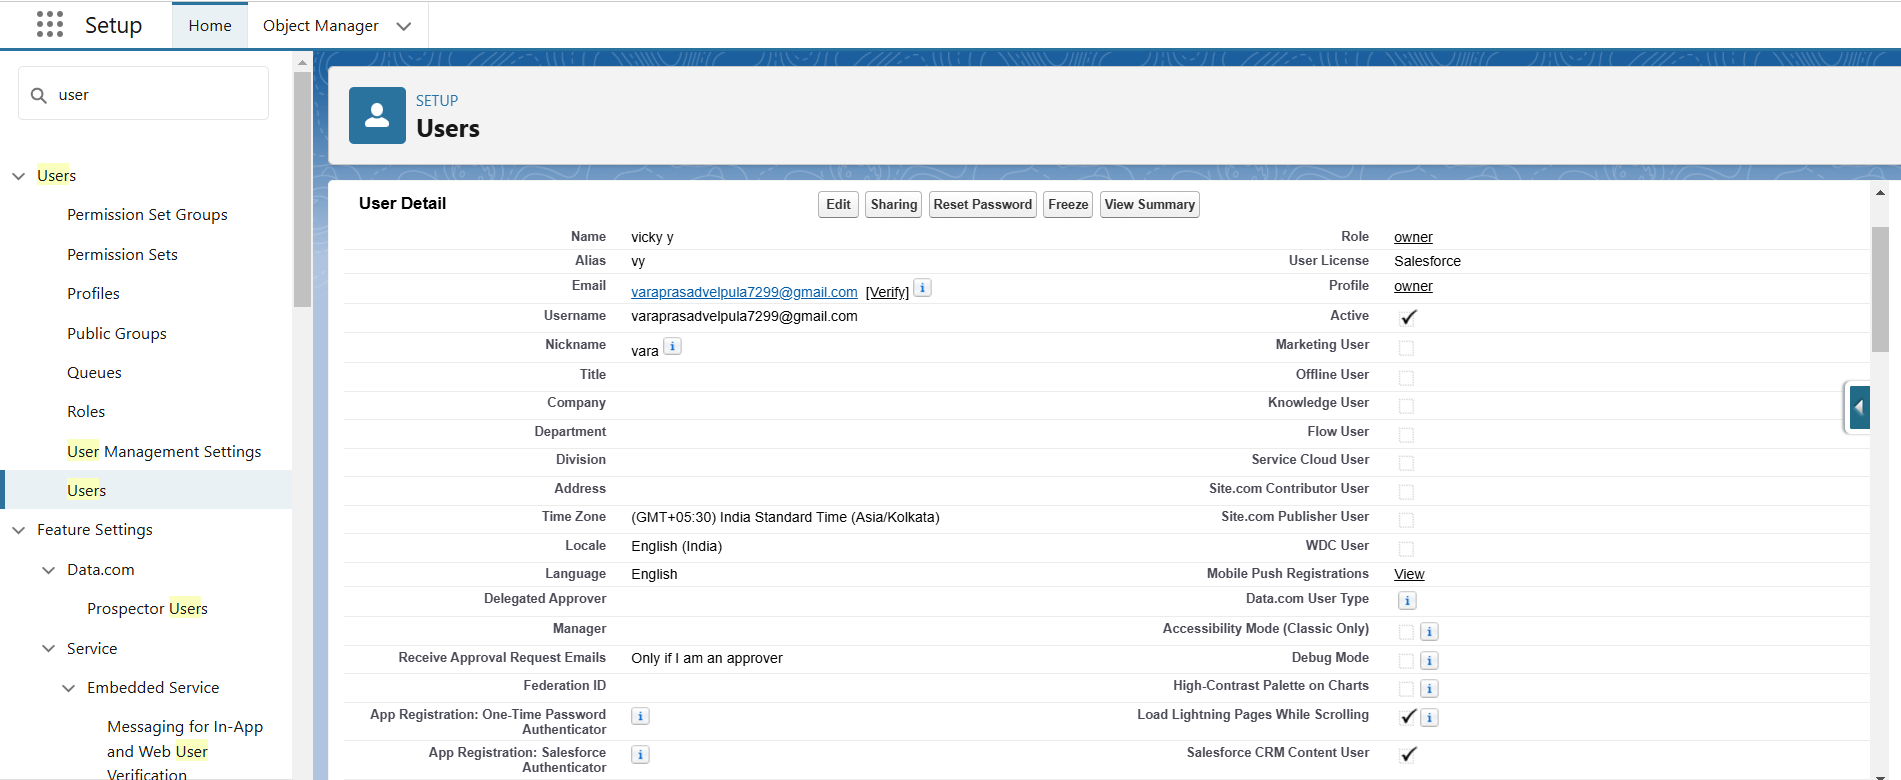 Setup
Home
Object Manager
user
Users
Permission Set Groups
Permission Sets
Profiles
Public Groups
Queues
Roles
User Management Settings
Users
Feature Settings
Data.com
Prospector Users
Service
Embedded Service
Messaging for In-App
and Web User
Verification
SETUP
Users
User Detail
Edit
Sharing
Reset Password
Freeze
View Summary
Name vicky y
Role owner
Alias vy
User License Salesforce
Email varaprasadvelpula7299@gmail.com [Verify] i
Profile owner
Username varaprasadvelpula7299@gmail.com
Active
Nickname vara i
Marketing User
Title
Offline User
Company
Knowledge User
Department
Flow User
Division
Service Cloud User
Address
Site.com Contributor User
Time Zone (GMT+05:30) India Standard Time (Asia/Kolkata)
Site.com Publisher User
Locale English (India)
WDC User
Language English
Mobile Push Registrations View
Delegated Approver
Data.com User Type i
Manager
Accessibility Mode (Classic Only) i
Receive Approval Request Emails Only if I am an approver
Debug Mode i
Federation ID
High-Contrast Palette on Charts i
App Registration: One-Time Password
Authenticator i
Load Lightning Pages While Scrolling i
App Registration: Salesforce
Authenticator i
Salesforce CRM Content User